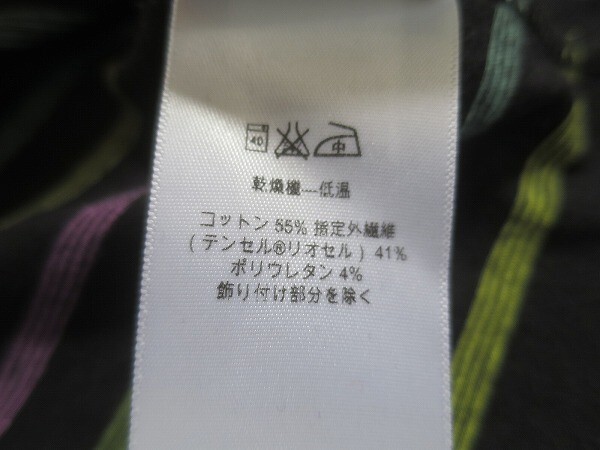 40 中
乾燥機―低温
コットン 55% 指定外繊維
( テンセル®リオセル ) 41%
ポリウレタン 4%
飾り付け部分を除く